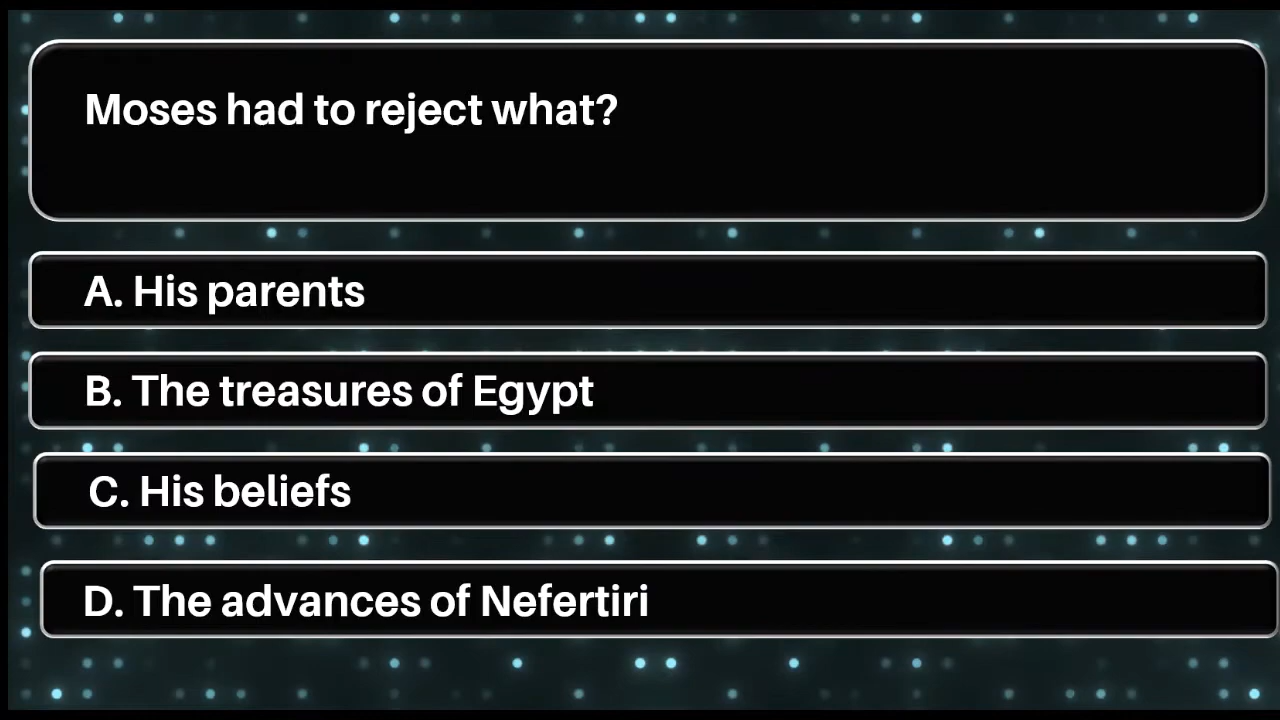 Moses had to reject what?
A. His parents
B. The treasures of Egypt
C. His beliefs
D. The advances of Nefertiri